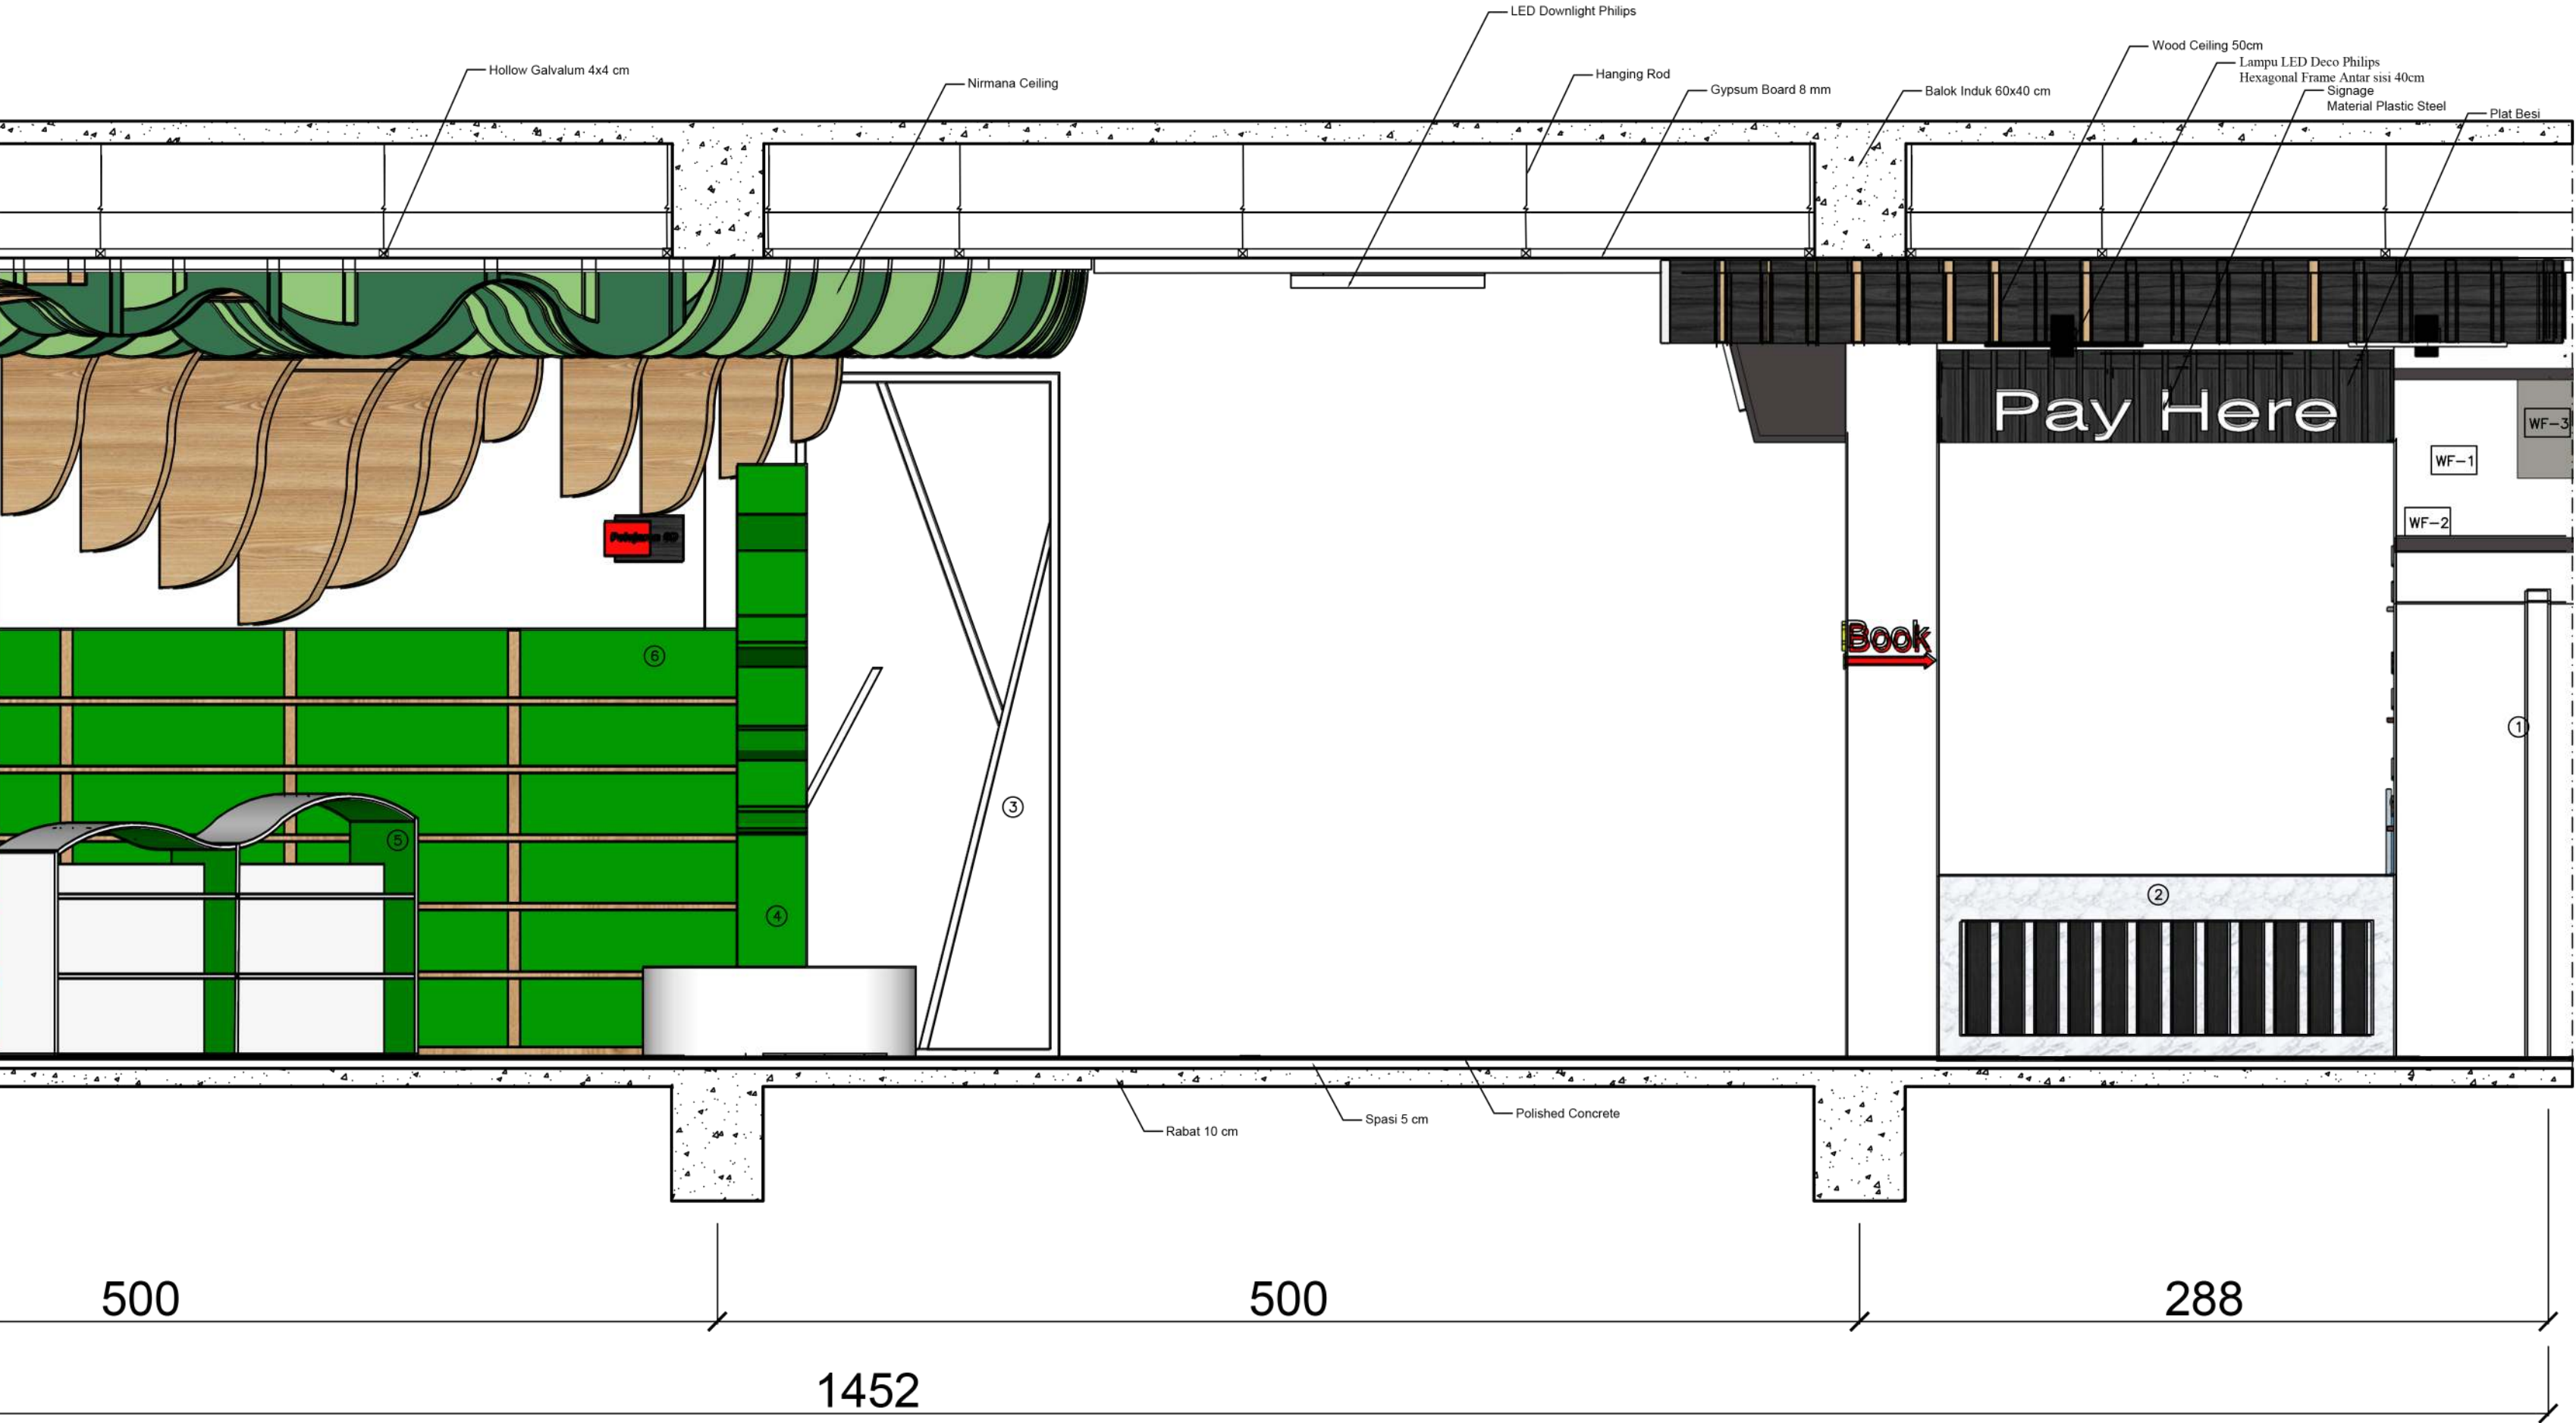 LED Downlight Philips
Wood Ceiling 50cm
Lampu LED Deco Philips
Hexagonal Frame Antar sisi 40cm
Hollow Galvalum 4x4 cm
Nirmana Ceiling
Hanging Rod
Gypsum Board 8 mm
Balok Induk 60x40 cm
Signage
Material Plastic Steel
Plat Besi
Pay Here
WF-3
WF-1
WF-2
Book
6
1
3
5
2
4
Rabat 10 cm
Spasi 5 cm
Polished Concrete
500
500
288
1452